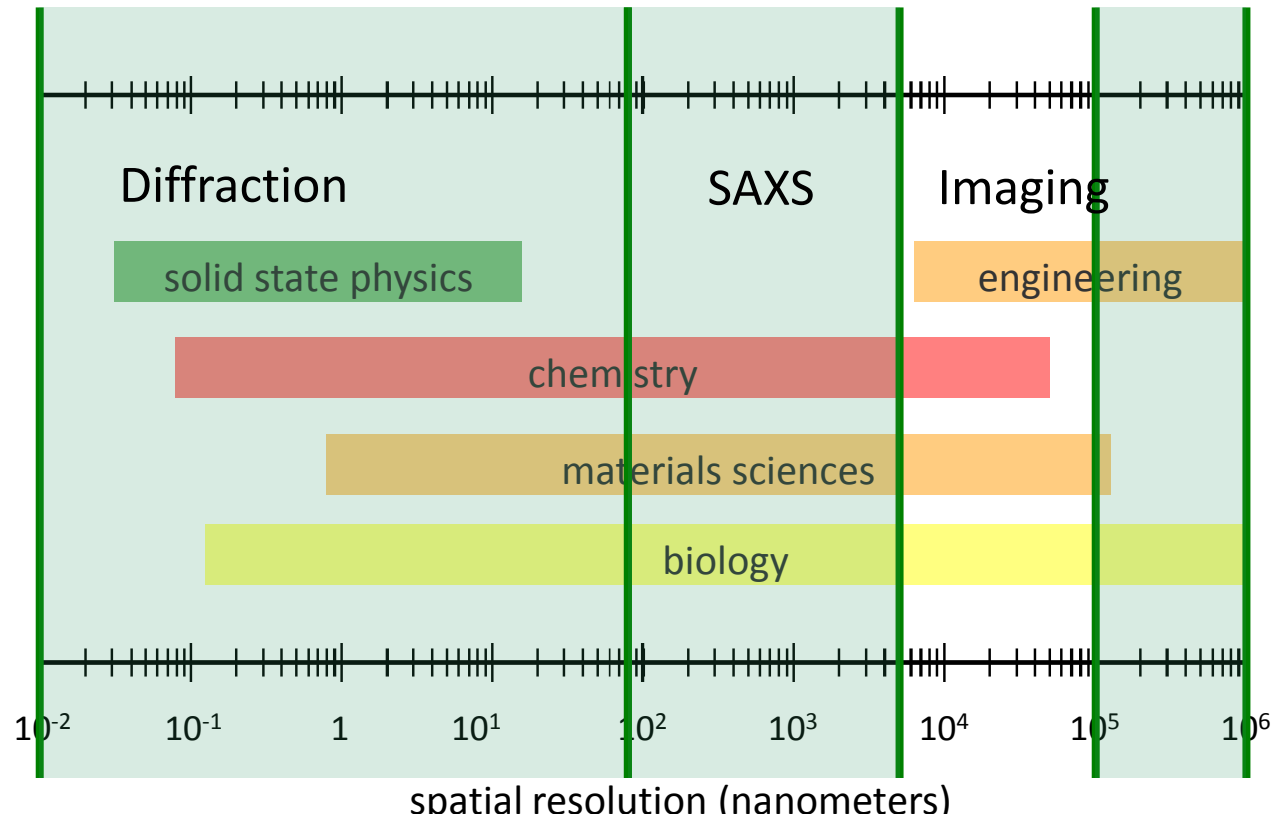 Diffraction SAXS Imaging
solid state physics engineering
chemistry
materials sciences
biology
10⁻² 10⁻¹ 1 10¹ 10² 10³ 10⁴ 10⁵ 10⁶
spatial resolution (nanometers)